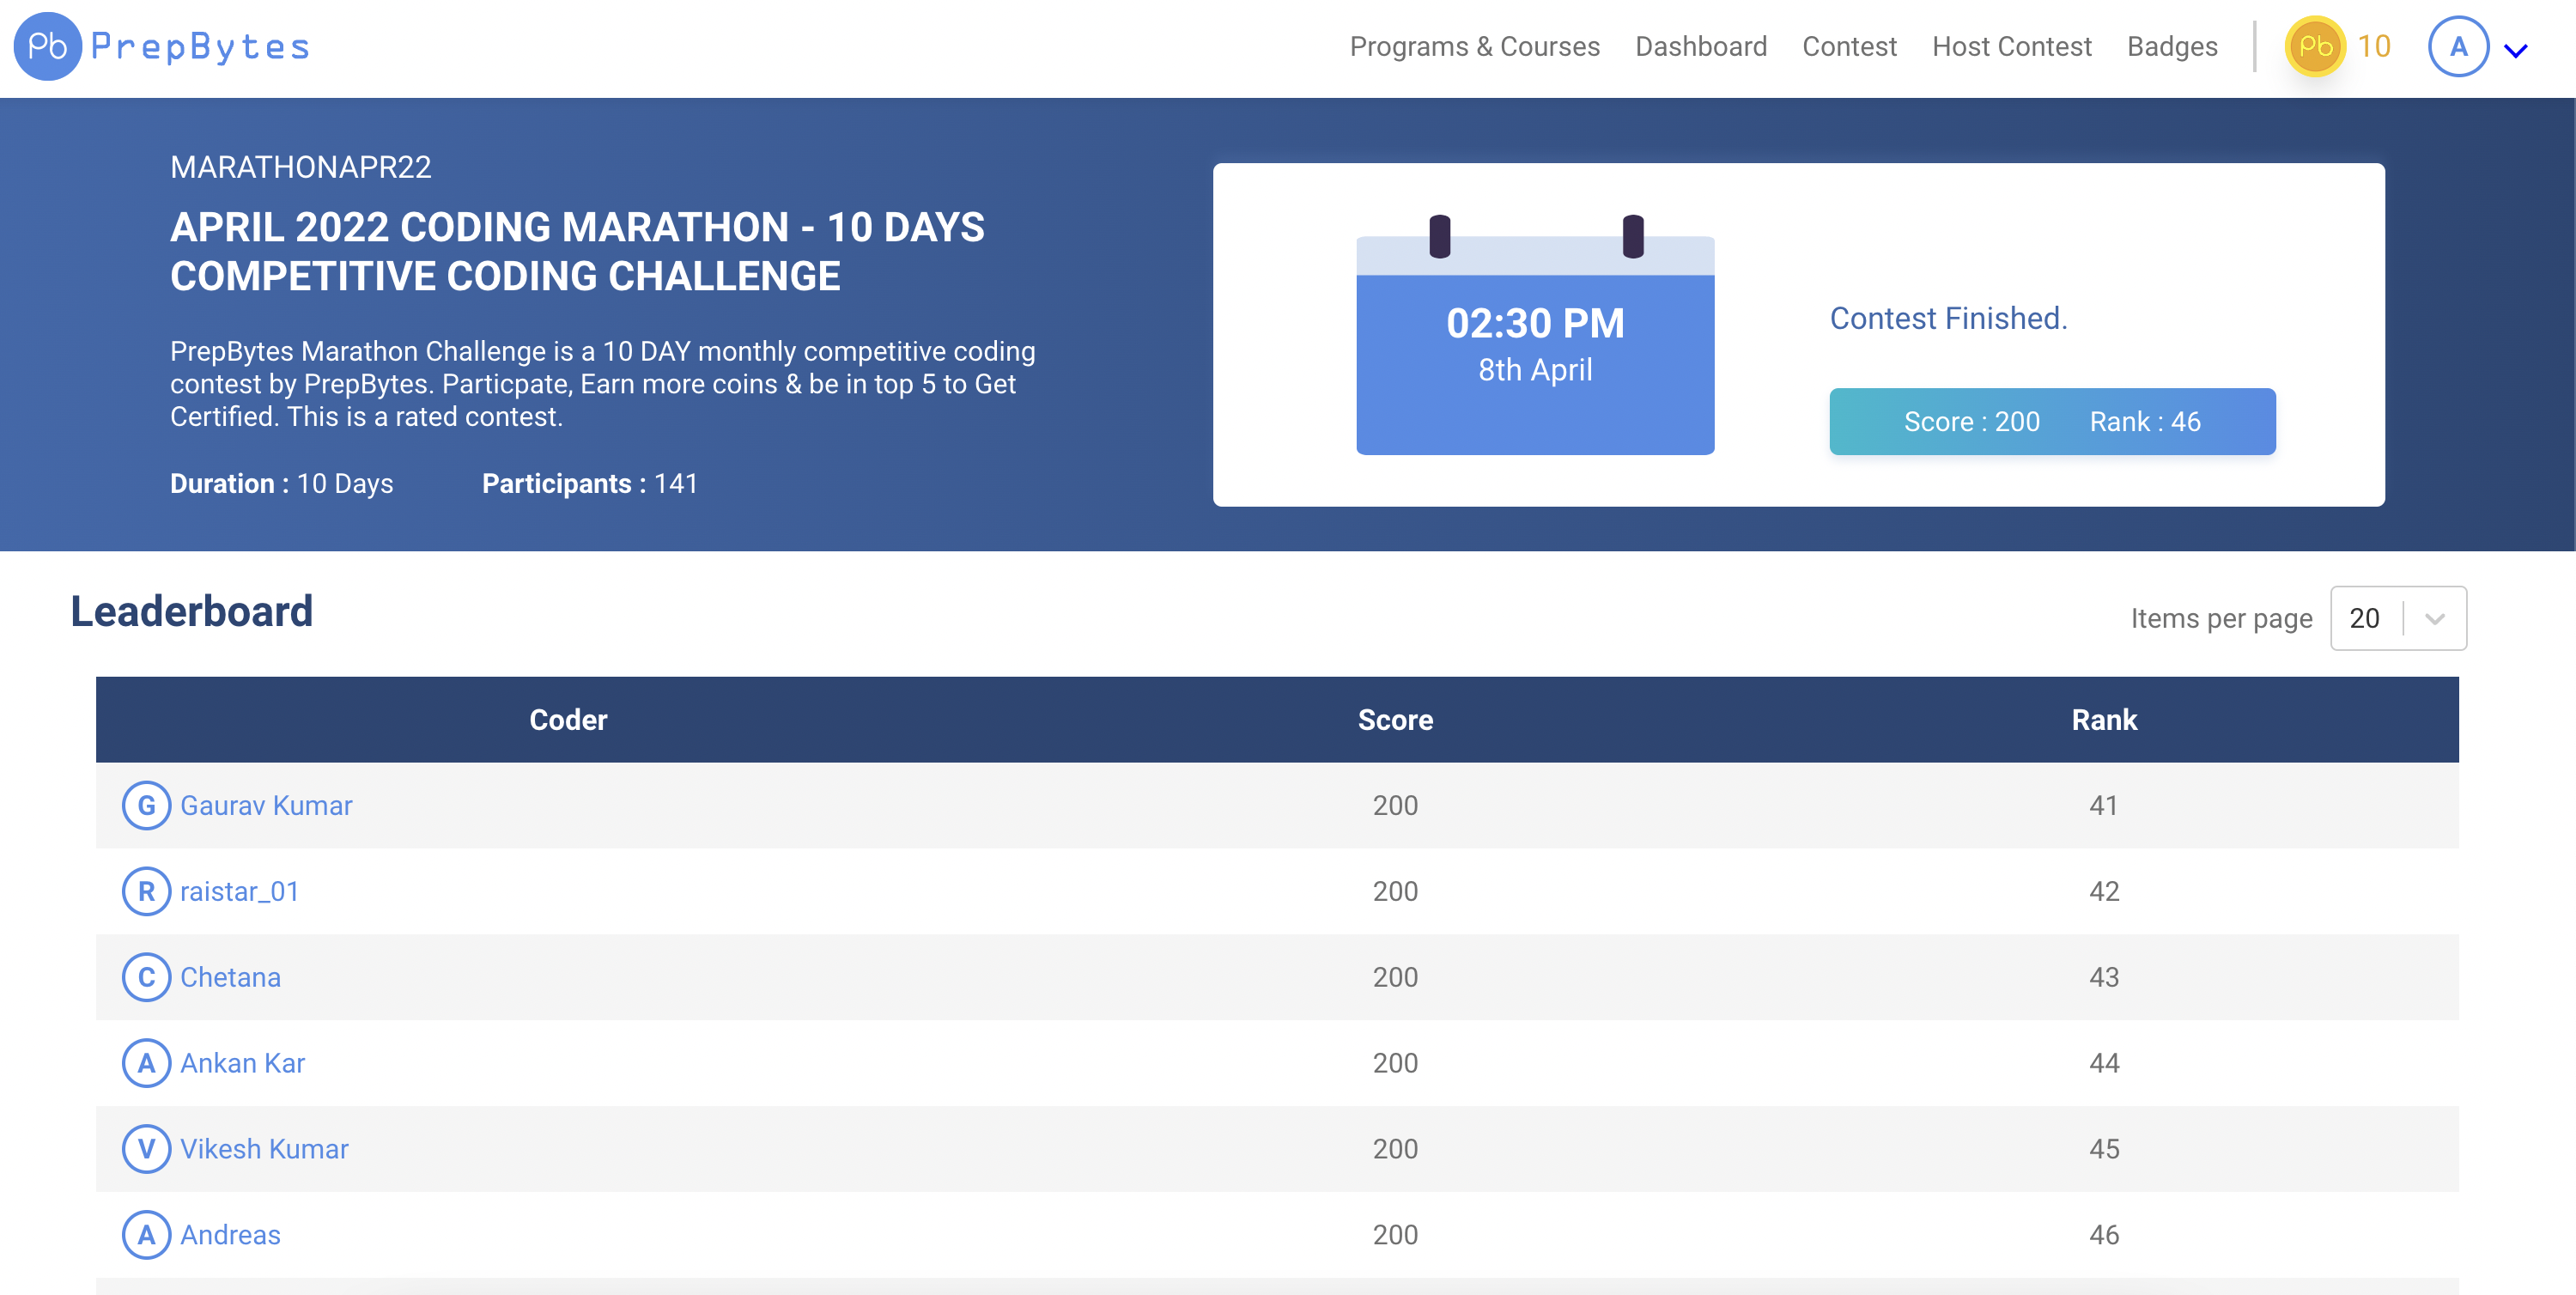 Pb PrepBytes
Programs & Courses Dashboard Contest Host Contest Badges Pb 10 A
MARATHONAPR22
APRIL 2022 CODING MARATHON - 10 DAYS
COMPETITIVE CODING CHALLENGE
PrepBytes Marathon Challenge is a 10 DAY monthly competitive coding
contest by PrepBytes. Particpate, Earn more coins & be in top 5 to Get
Certified. This is a rated contest.
Duration : 10 Days Participants : 141
02:30 PM
8th April
Contest Finished.
Score : 200 Rank : 46
Leaderboard
Items per page 20
Coder Score Rank
G Gaurav Kumar 200 41
R raistar_01 200 42
C Chetana 200 43
A Ankan Kar 200 44
V Vikesh Kumar 200 45
A Andreas 200 46